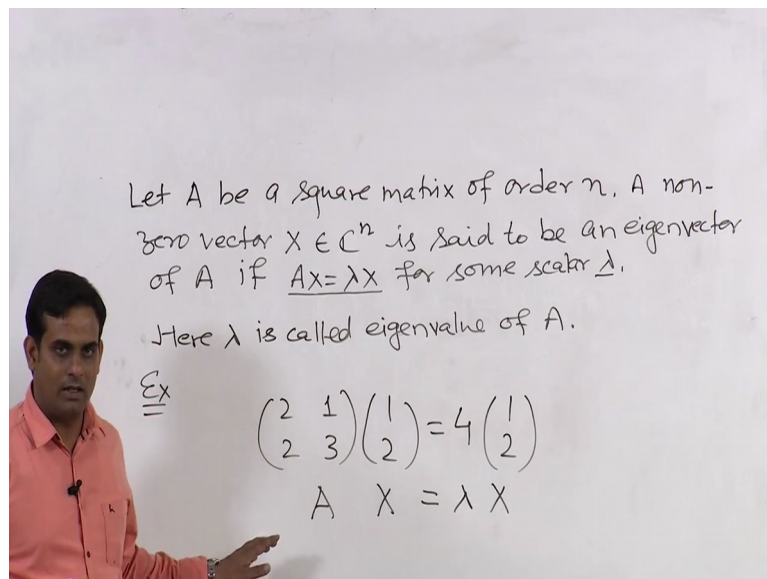 Let A be a square matrix of order n. A non-
zero vector X ∈ ℂⁿ is said to be an eigenvector
of A if AX=λX for some scalar λ.
Here λ is called eigenvalue of A.
Ex
(2 1) (1) = 4 (1)
(2 3) (2) (2)
A X = λ X